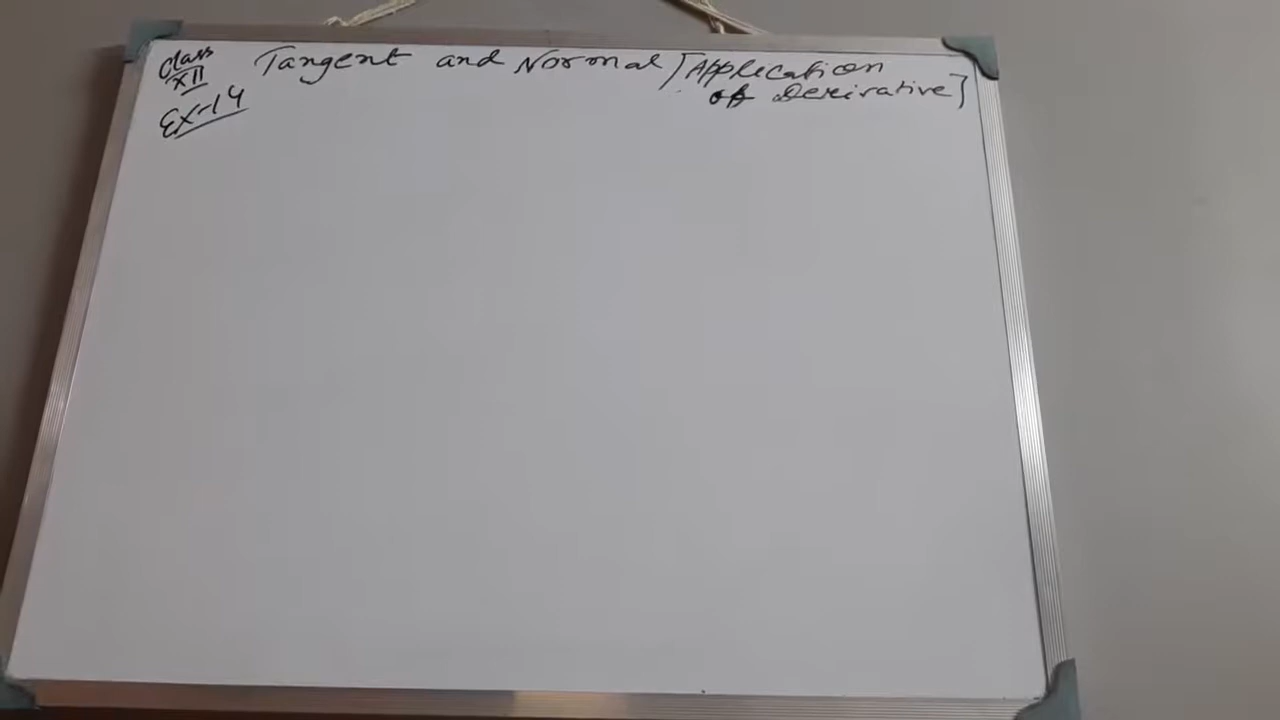 Class XII Tangent and Normal [Application
of Derivative]
EX-14